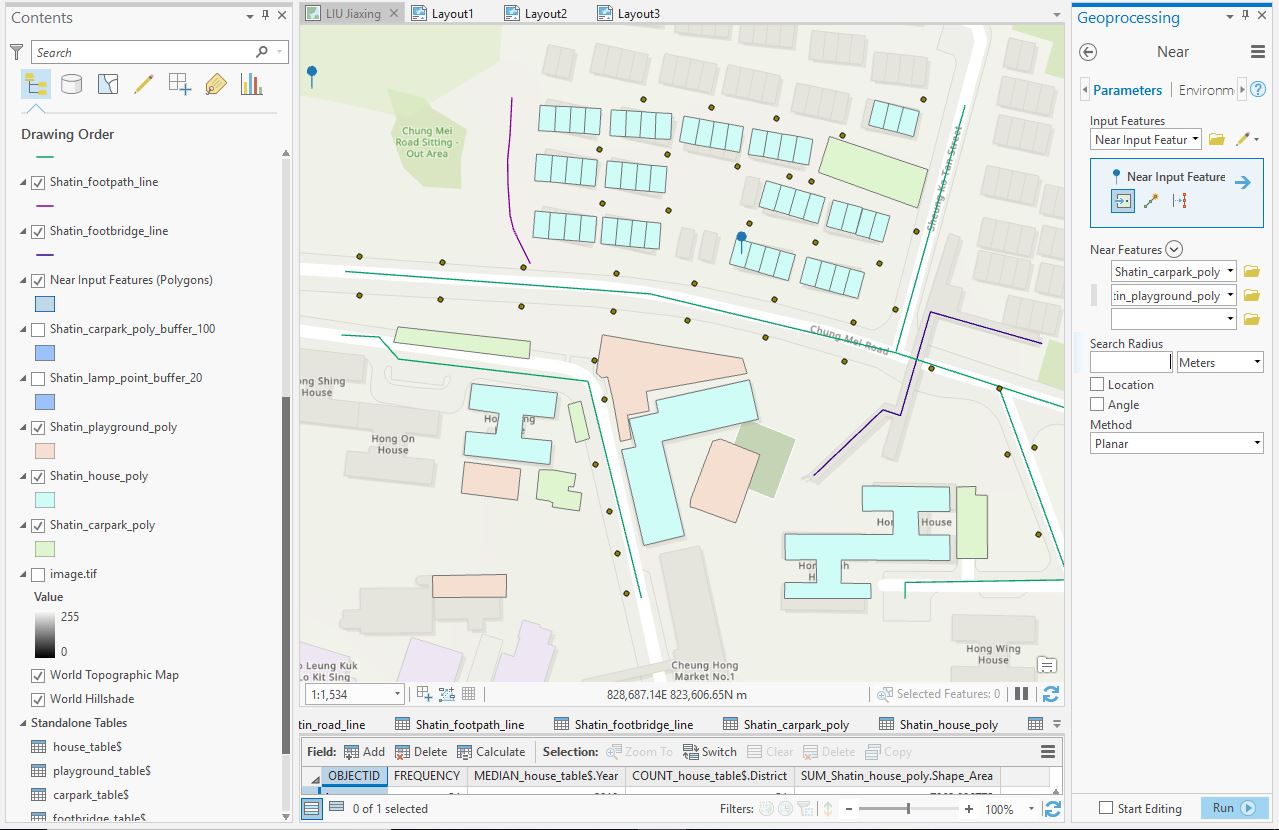 Contents
Search
Drawing Order
Shatin_footpath_line
Shatin_footbridge_line
Near Input Features (Polygons)
Shatin_carpark_poly_buffer_100
Shatin_lamp_point_buffer_20
Shatin_playground_poly
Shatin_house_poly
Shatin_carpark_poly
image.tif
Value
255
0
World Topographic Map
World Hillshade
Standalone Tables
house_table$
playground_table$
carpark_table$
footbridge_table$
LIU Jiaxing
Layout1
Layout2
Layout3
Chung Mei
Road Sitting -
Out Area
Sheung Ko Tan Street
Chung Mei Road
ong Shing
House
Hong On
House
House
Hong Wing
House
o Leung Kuk
Lo Kit Sing
Cheung Hong
Market No.1
1:1,534
828,687.14E 823,606.65N m
Selected Features: 0
tin_road_line
Shatin_footpath_line
Shatin_footbridge_line
Shatin_carpark_poly
Shatin_house_poly
Field:
Add
Delete
Calculate
Selection:
Zoom To
Switch
Clear
Delete
Copy
OBJECTID FREQUENCY MEDIAN_house_table$.Year COUNT_house_table$.District SUM_Shatin_house_poly.Shape_Area
0 of 1 selected
Filters:
- + 100%
Geoprocessing
Near
Parameters
Environm
?
Input Features
Near Input Featur
Near Input Feature
Near Features
Shatin_carpark_poly
:in_playground_poly
Search Radius
Meters
Location
Angle
Method
Planar
Start Editing
Run